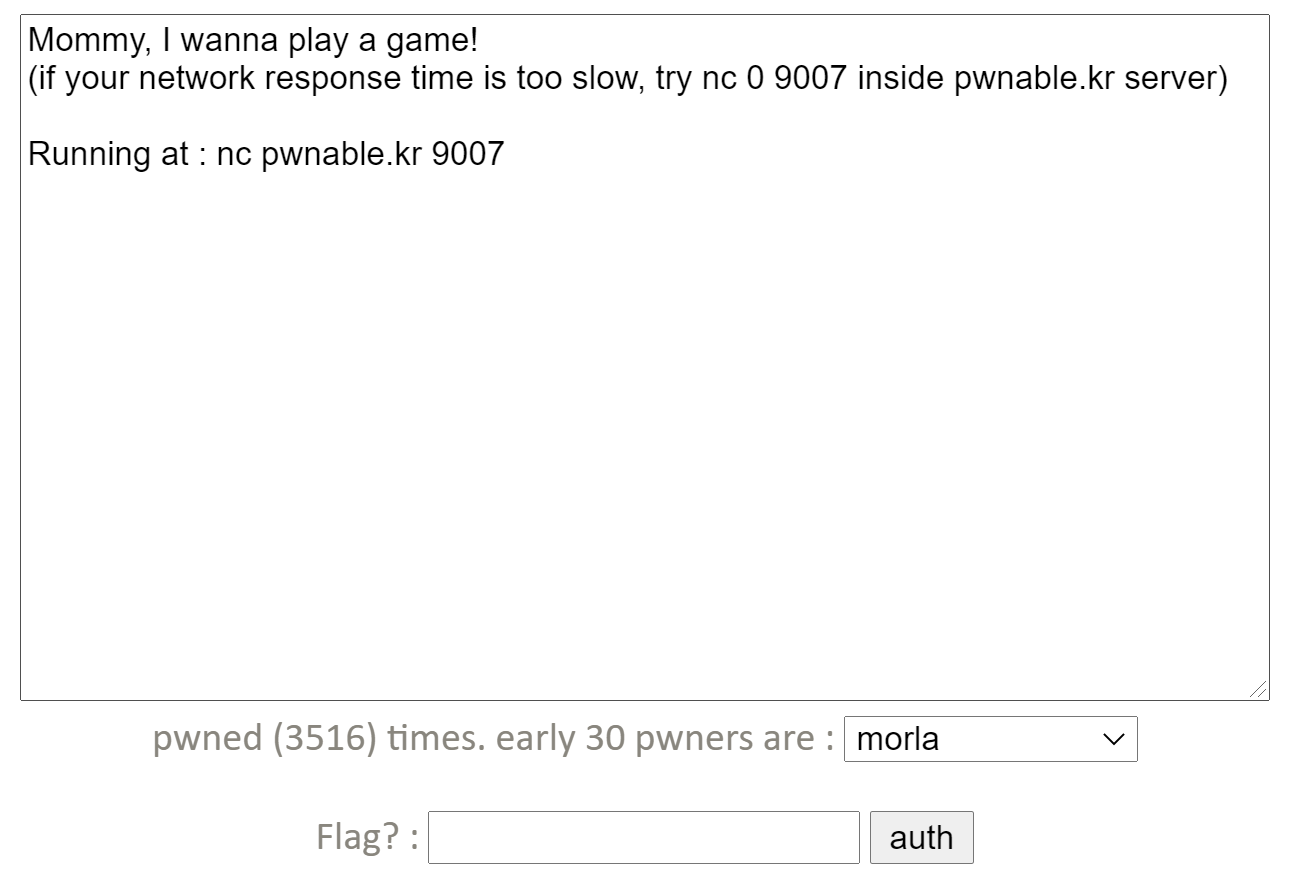 Mommy, I wanna play a game!
(if your network response time is too slow, try nc 0 9007 inside pwnable.kr server)
Running at : nc pwnable.kr 9007
pwned (3516) times. early 30 pwners are : morla
Flag? : auth